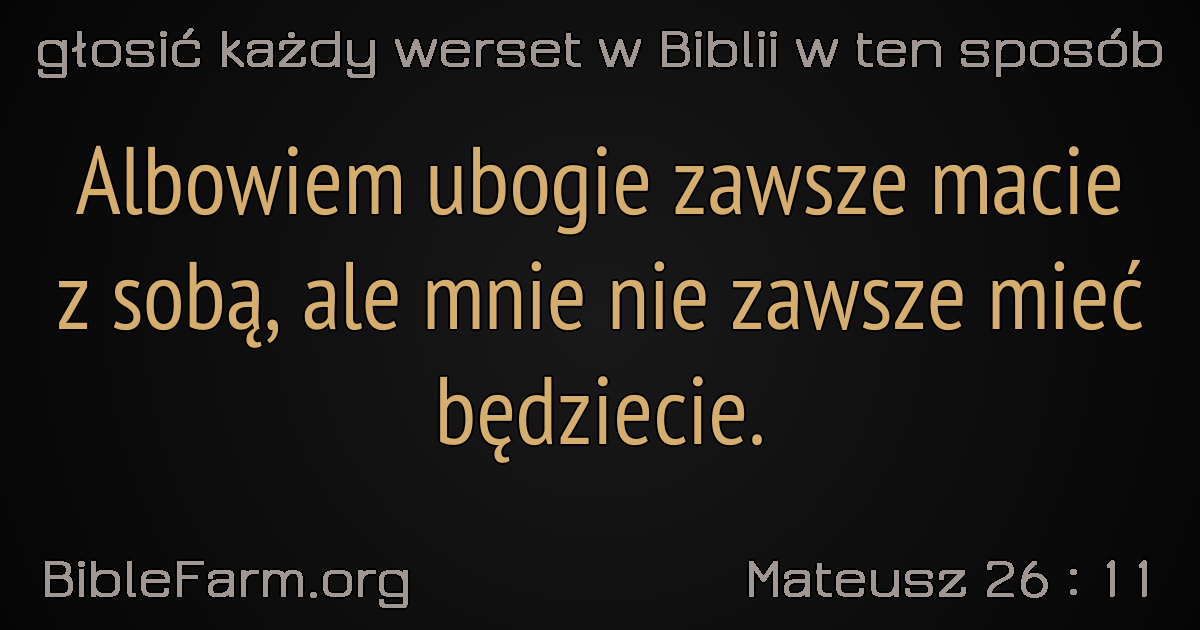 głosić każdy werset w Biblii w ten sposób
Albowiem ubogie zawsze macie
z sobą, ale mnie nie zawsze mieć
będziecie.
BibleFarm.org
Mateusz 26 : 11